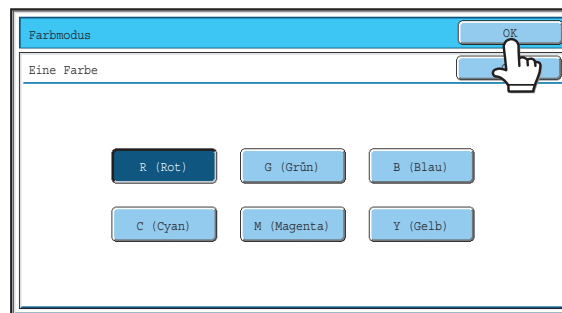 Farbmodus OK
Eine Farbe
R (Rot) G (Grün) B (Blau)
C (Cyan) M (Magenta) Y (Gelb)